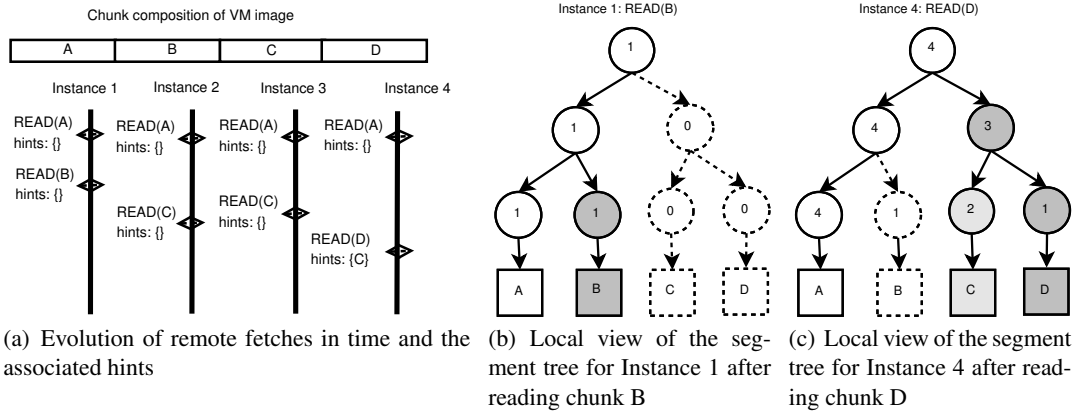 Chunk composition of VM image
A B C D
Instance 1 Instance 2 Instance 3 Instance 4
READ(A) READ(A) READ(A) READ(A)
hints: {} hints: {} hints: {} hints: {}
READ(B)
hints: {}
READ(C) READ(C)
hints: {} hints: {}
READ(D)
hints: {C}
(a) Evolution of remote fetches in time and the
associated hints
Instance 1: READ(B)
1
1 0
1 1 0 0
A B C D
(b) Local view of the seg-
ment tree for Instance 1 after
reading chunk B
Instance 4: READ(D)
4
4 3
4 1 2 1
A B C D
(c) Local view of the segment
tree for Instance 4 after read-
ing chunk D